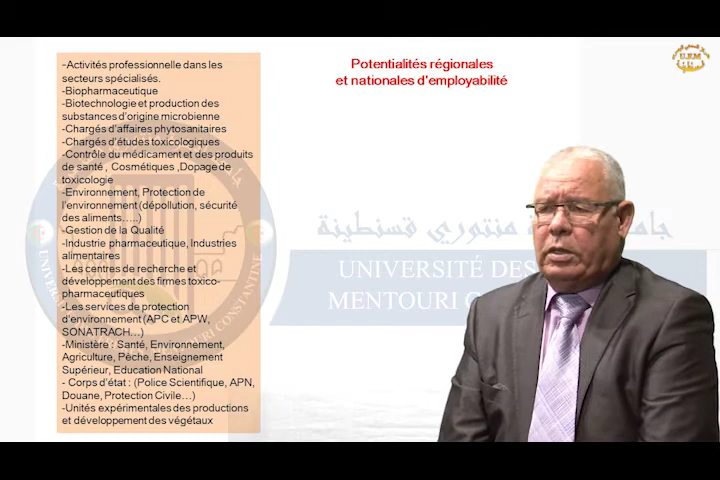 Potentialités régionales
et nationales d'employabilité
U.F.M
-Activités professionnelle dans les
secteurs spécialisés.
-Biopharmaceutique
-Biotechnologie et production des
substances d'origine microbienne
-Chargés d'affaires phytosanitaires
-Chargés d'études toxicologiques
-Contrôle du médicament et des produits
de santé , Cosmétiques ,Dopage de
toxicologie
-Environnement, Protection de
l'environnement (dépollution, sécurité
des aliments…..)
-Gestion de la Qualité
-Industrie pharmaceutique, Industries
alimentaires
-Les centres de recherche et
développement des firmes toxico-
pharmaceutiques
-Les services de protection
d'environnement (APC et APW,
SONATRACH…)
-Ministère : Santé, Environnement,
Agriculture, Pèche, Enseignement
Supérieur, Education National
- Corps d'état : (Police Scientifique, APN,
Douane, Protection Civile…)
-Unités expérimentales des productions
et développement des végétaux
منتوري قسنطينة
UNIVERSITÉ DES
MENTOURI